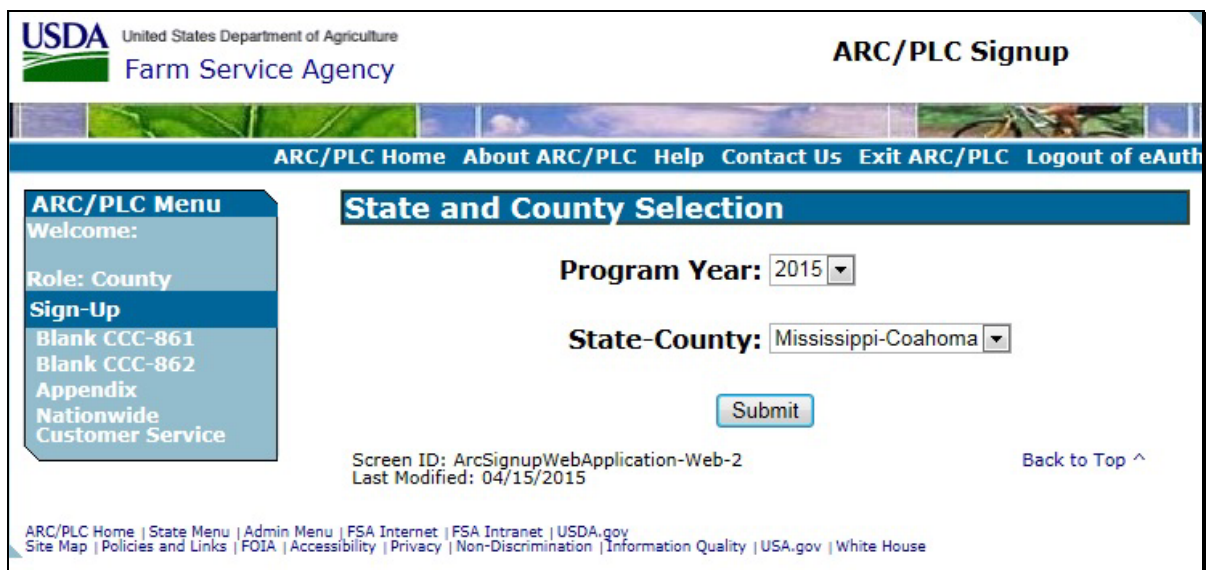 USDA United States Department of Agriculture
Farm Service Agency
ARC/PLC Signup
ARC/PLC Home About ARC/PLC Help Contact Us Exit ARC/PLC Logout of eAuth
ARC/PLC Menu
Welcome:
Role: County
Sign-Up
Blank CCC-861
Blank CCC-862
Appendix
Nationwide
Customer Service
State and County Selection
Program Year: 2015
State-County: Mississippi-Coahoma
Submit
Screen ID: ArcSignupWebApplication-Web-2
Last Modified: 04/15/2015
Back to Top ^
ARC/PLC Home | State Menu | Admin Menu | FSA Internet | FSA Intranet | USDA.gov
Site Map | Policies and Links | FOIA | Accessibility | Privacy | Non-Discrimination | Information Quality | USA.gov | White House